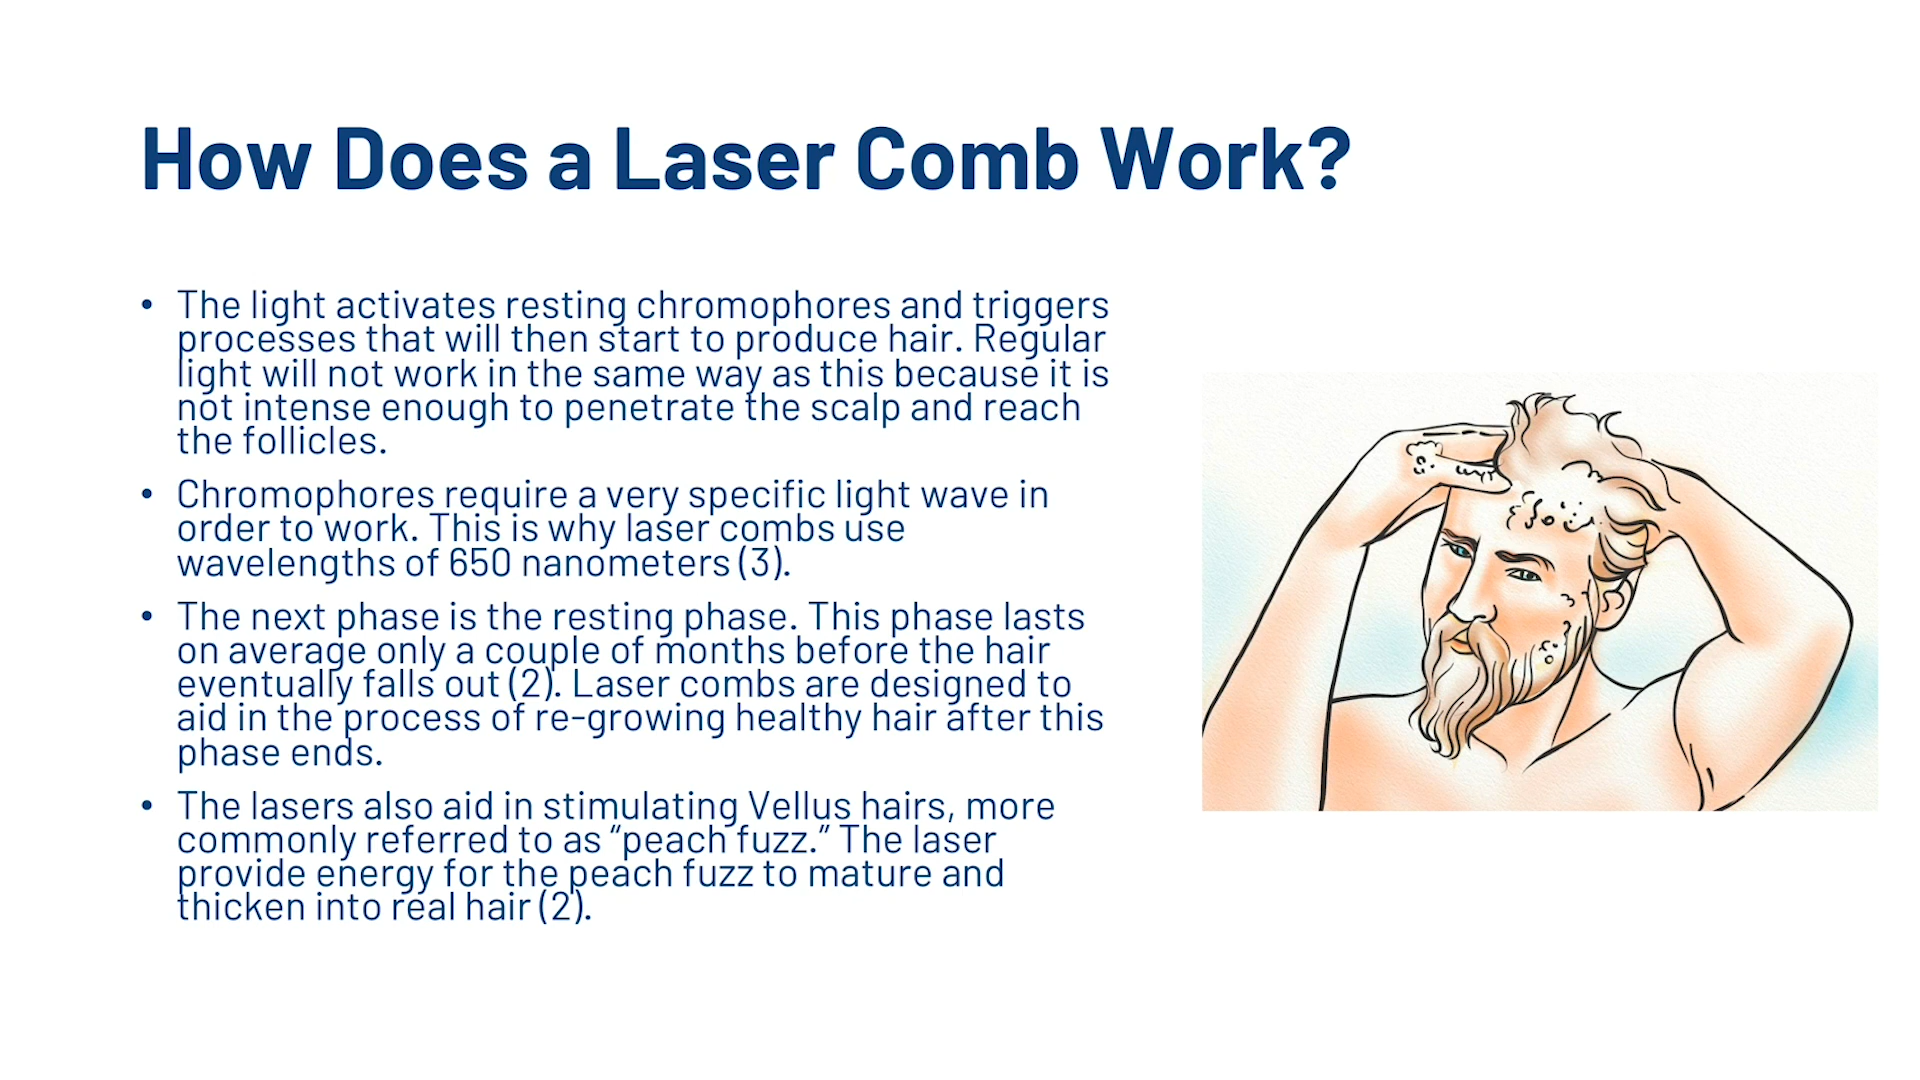 How Does a Laser Comb Work?
• The light activates resting chromophores and triggers
processes that will then start to produce hair. Regular
light will not work in the same way as this because it is
not intense enough to penetrate the scalp and reach
the follicles.
• Chromophores require a very specific light wave in
order to work. This is why laser combs use
wavelengths of 650 nanometers (3).
• The next phase is the resting phase. This phase lasts
on average only a couple of months before the hair
eventually falls out (2). Laser combs are designed to
aid in the process of re-growing healthy hair after this
phase ends.
• The lasers also aid in stimulating Vellus hairs, more
commonly referred to as “peach fuzz.” The laser
provide energy for the peach fuzz to mature and
thicken into real hair (2).